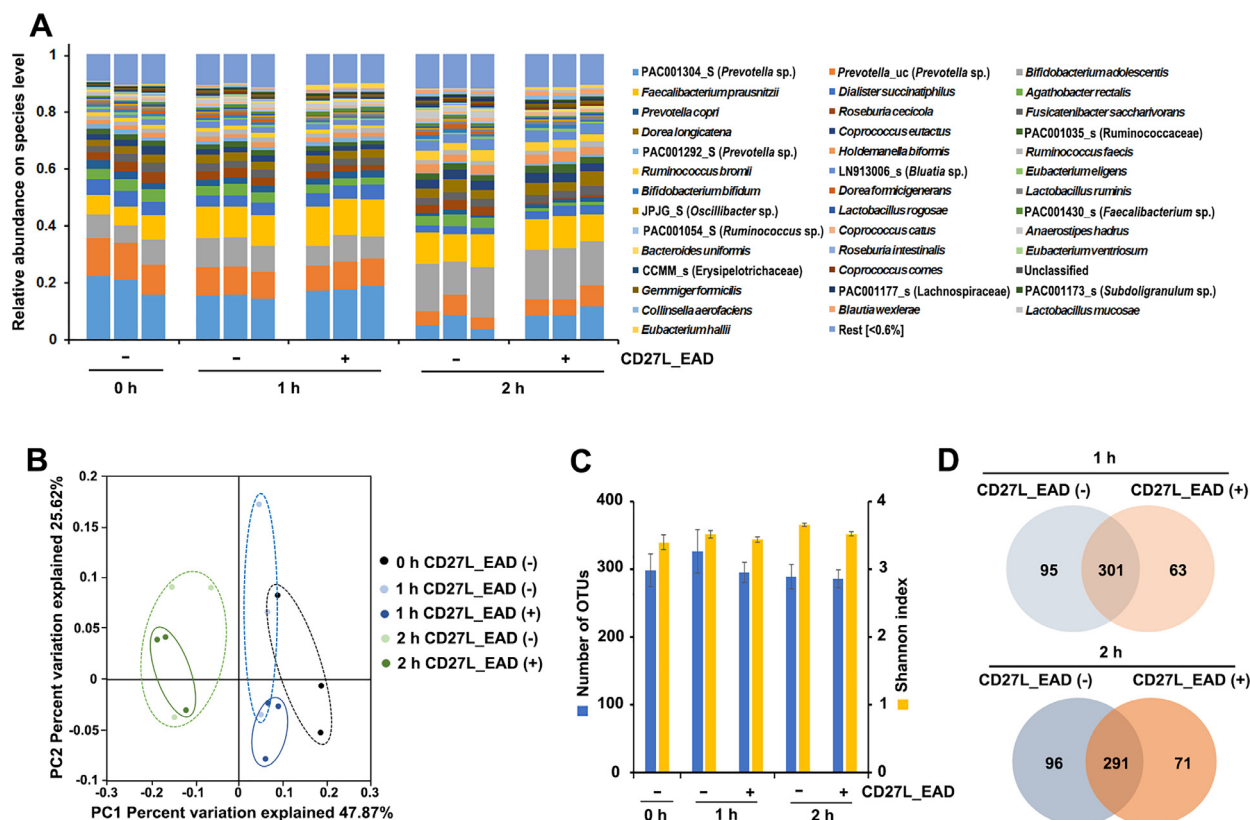 A
Relative abundance on species level
1
0.8
0.6
0.4
0.2
0
− − + − + CD27L_EAD
0 h 1 h 2 h
PAC001304_S (Prevotella sp.) Prevotella_uc (Prevotella sp.) Bifidobacterium adolescentis
Faecalibacterium prausnitzii Dialister succinatiphilus Agathobacter rectalis
Prevotella copri Roseburia cecicola Fusicatenibacter saccharivorans
Dorea longicatena Coprococcus eutactus PAC001035_s (Ruminococcaceae)
PAC001292_S (Prevotella sp.) Holdemanella biformis Ruminococcus faecis
Ruminococcus bromii LN913006_s (Bluatia sp.) Eubacterium eligens
Bifidobacterium bifidum Dorea formicigenerans Lactobacillus ruminis
JPJG_S (Oscillibacter sp.) Lactobacillus rogosae PAC001430_s (Faecalibacterium sp.)
PAC001054_S (Ruminococcus sp.) Coprococcus catus Anaerostipes hadrus
Bacteroides uniformis Roseburia intestinalis Eubacterium ventriosum
CCMM_s (Erysipelotrichaceae) Coprococcus comes Unclassified
Gemmiger formicilis PAC001177_s (Lachnospiraceae) PAC001173_s (Subdoligranulum sp.)
Collinsella aerofaciens Blautia wexlerae Lactobacillus mucosae
Eubacterium hallii Rest [<0.6%]
B
PC2 Percent variation explained 25.62%
0.2
0.15
0.1
0.05
0
-0.05
-0.1
-0.3 -0.2 -0.1 0 0.1 0.2 0.3
PC1 Percent variation explained 47.87%
0 h CD27L_EAD (-)
1 h CD27L_EAD (-)
1 h CD27L_EAD (+)
2 h CD27L_EAD (-)
2 h CD27L_EAD (+)
C
Number of OTUs
400
300
200
100
0
4
3
2
1
0
Shannon index
− − + − + CD27L_EAD
0 h 1 h 2 h
D
1 h
CD27L_EAD (-) CD27L_EAD (+)
95 301 63
2 h
CD27L_EAD (-) CD27L_EAD (+)
96 291 71